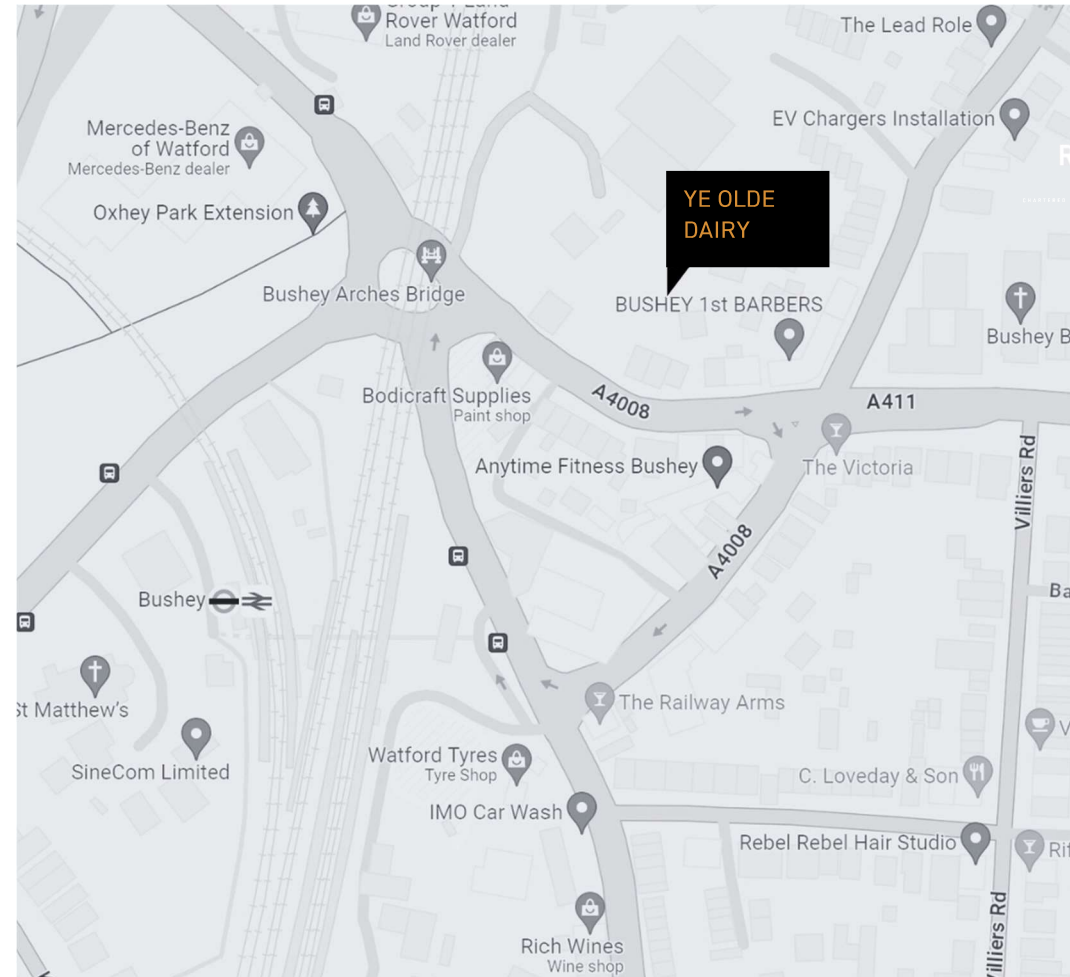 Rover Watford
Land Rover dealer
The Lead Role
Mercedes-Benz
of Watford
Mercedes-Benz dealer
EV Chargers Installation
R
YE OLDE
DAIRY
Oxhey Park Extension
Bushey Arches Bridge
BUSHEY 1st BARBERS
Bushey B
Bodicraft Supplies
Paint shop
A4008
A411
Anytime Fitness Bushey
The Victoria
Villiers Rd
A4008
Bushey
Ba
St Matthew's
The Railway Arms
SineCom Limited
Watford Tyres
Tyre Shop
C. Loveday & Son
V
IMO Car Wash
Rebel Rebel Hair Studio
Rif
Villiers Rd
Rich Wines
Wine shop